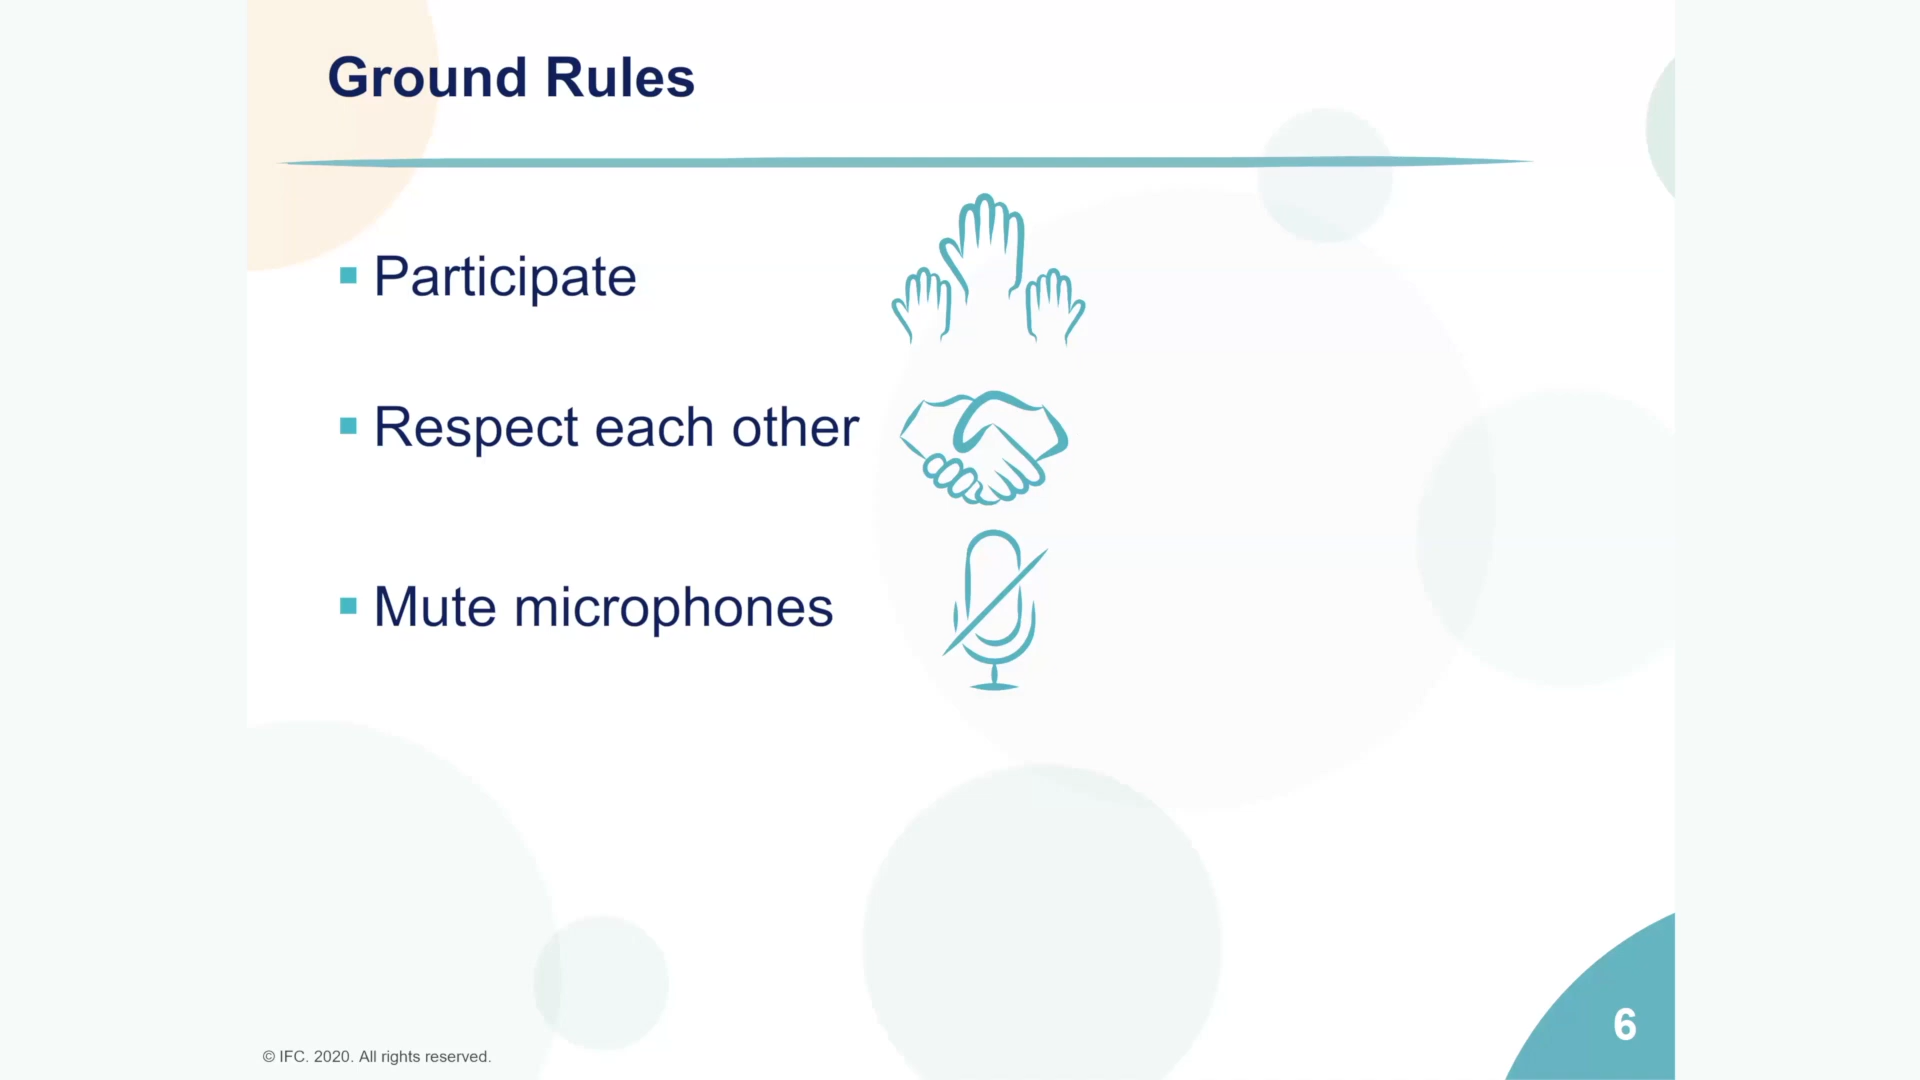 Ground Rules
Participate
Respect each other
Mute microphones
6
© IFC. 2020. All rights reserved.